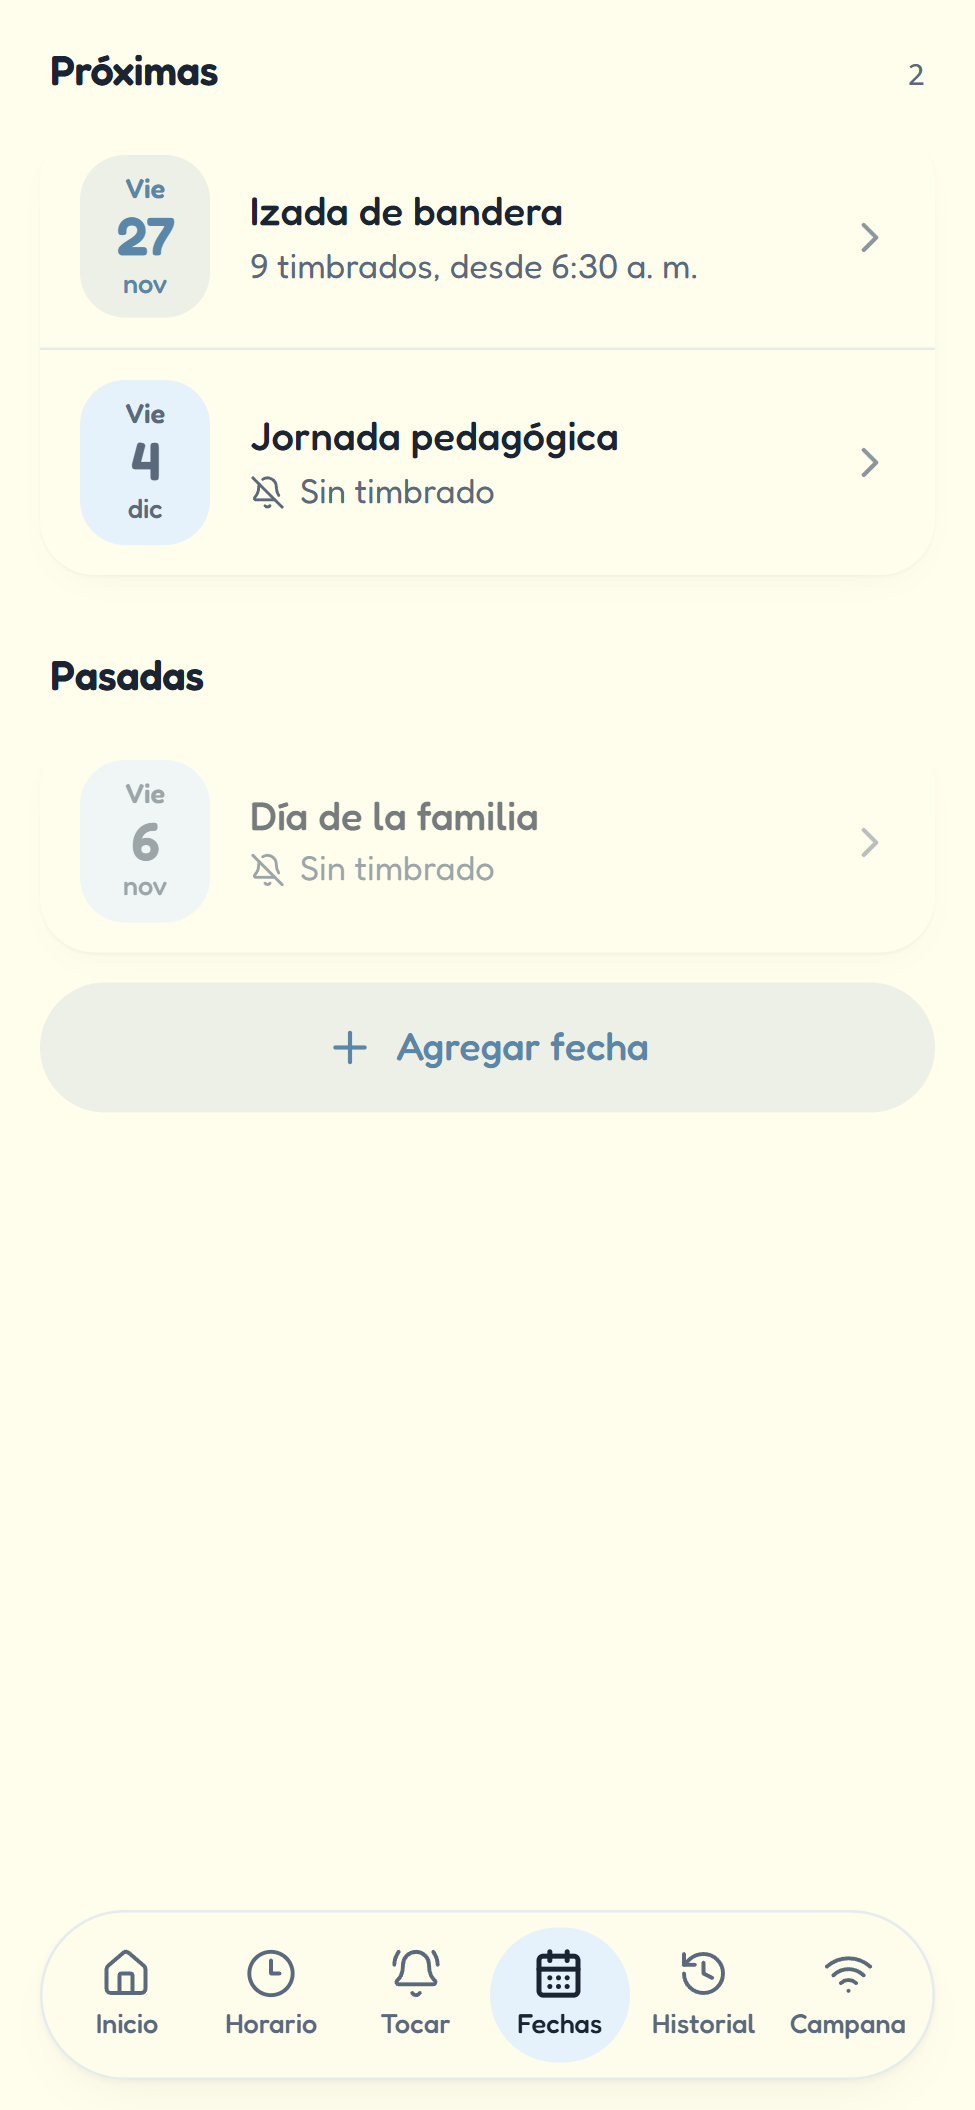 Próximas
2
Vie
27
nov
Izada de bandera
9 timbrados, desde 6:30 a. m.
Vie
4
dic
Jornada pedagógica
Sin timbrado
Pasadas
Vie
6
nov
Día de la familia
Sin timbrado
Agregar fecha
Inicio
Horario
Tocar
Fechas
Historial
Campana